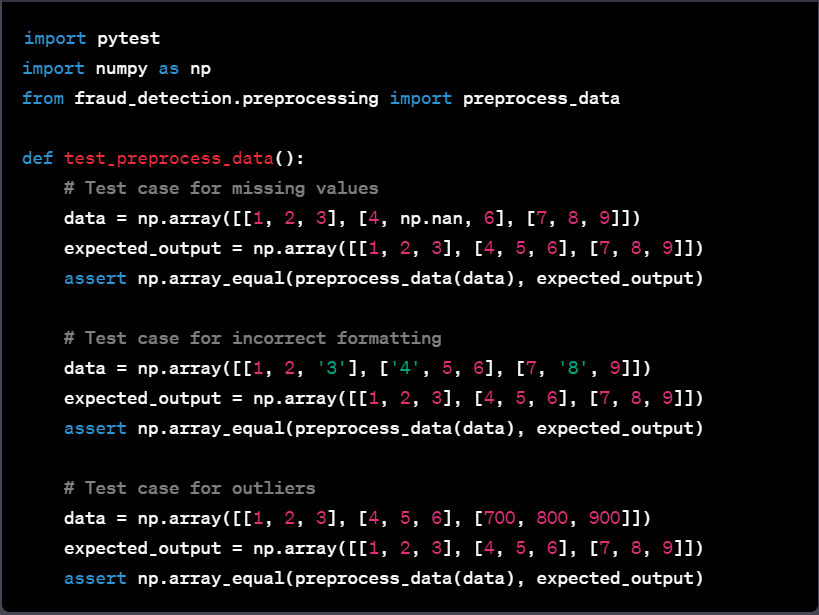 import pytest
import numpy as np
from fraud_detection.preprocessing import preprocess_data

def test_preprocess_data():
    # Test case for missing values
    data = np.array([[1, 2, 3], [4, np.nan, 6], [7, 8, 9]])
    expected_output = np.array([[1, 2, 3], [4, 5, 6], [7, 8, 9]])
    assert np.array_equal(preprocess_data(data), expected_output)

    # Test case for incorrect formatting
    data = np.array([[1, 2, '3'], ['4', 5, 6], [7, '8', 9]])
    expected_output = np.array([[1, 2, 3], [4, 5, 6], [7, 8, 9]])
    assert np.array_equal(preprocess_data(data), expected_output)

    # Test case for outliers
    data = np.array([[1, 2, 3], [4, 5, 6], [700, 800, 900]])
    expected_output = np.array([[1, 2, 3], [4, 5, 6], [7, 8, 9]])
    assert np.array_equal(preprocess_data(data), expected_output)